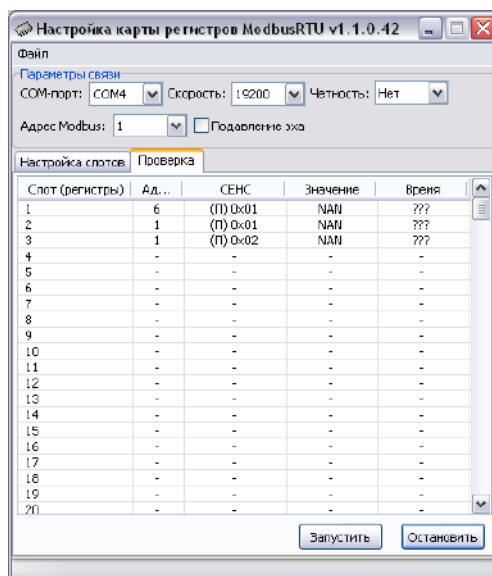 Настройка карты регистров ModbusRTU v1.1.0.42
Файл
Параметры связи
COM-порт: COM4 Скорость: 19200 Четность: Нет
Адрес Modbus: 1 Подавление эха
Настройка слотов Проверка
Слот (регистры) Ад... СЕНС Значение Время
1 6 (П) 0x01 NAN ???
2 1 (П) 0x01 NAN ???
3 1 (П) 0x02 NAN ???
4 - - - -
5 - - - -
6 - - - -
7 - - - -
8 - - - -
9 - - - -
10 - - - -
11 - - - -
12 - - - -
13 - - - -
14 - - - -
15 - - - -
16 - - - -
17 - - - -
18 - - - -
19 - - - -
20 - - - -
Запустить Остановить